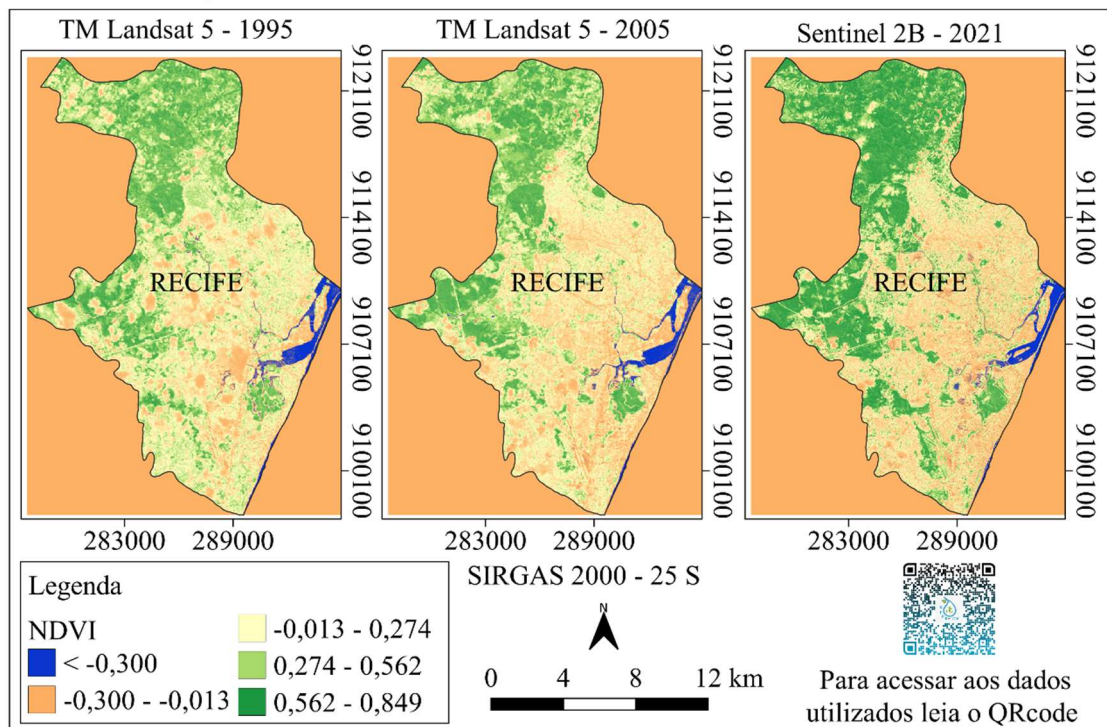 TM Landsat 5 - 1995
TM Landsat 5 - 2005
Sentinel 2B - 2021
RECIFE
RECIFE
RECIFE
9121100
9114100
9107100
9100100
9121100
9114100
9107100
9100100
9121100
9114100
9107100
9100100
283000
289000
283000
289000
283000
289000
Legenda
NDVI
< -0,300
-0,300 - -0,013
-0,013 - 0,274
0,274 - 0,562
0,562 - 0,849
SIRGAS 2000 - 25 S
N
0
4
8
12 km
Para acessar aos dados
utilizados leia o QRcode